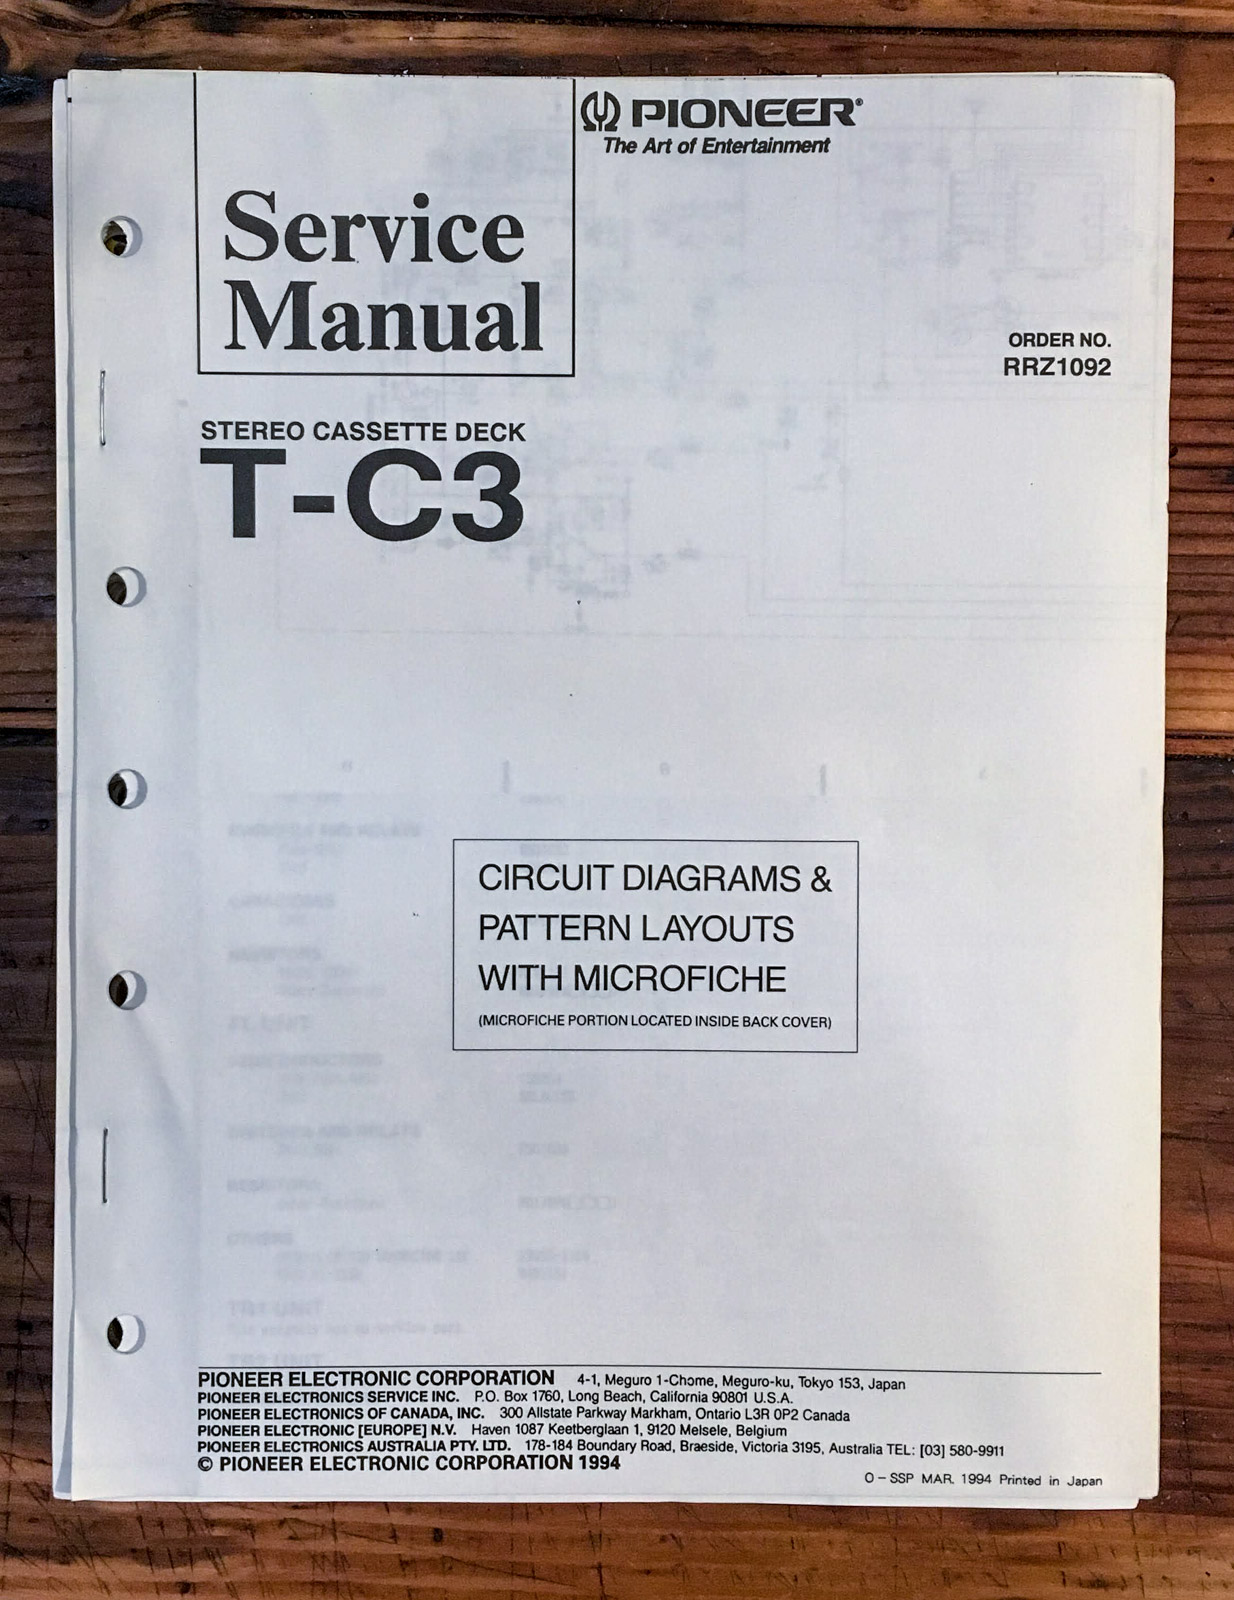 PIONEER®
The Art of Entertainment
Service
Manual
ORDER NO.
RRZ1092
STEREO CASSETTE DECK
T-C3
CIRCUIT DIAGRAMS &
PATTERN LAYOUTS
WITH MICROFICHE
(MICROFICHE PORTION LOCATED INSIDE BACK COVER)
PIONEER ELECTRONIC CORPORATION 4-1, Meguro 1-Chome, Meguro-ku, Tokyo 153, Japan
PIONEER ELECTRONICS SERVICE INC. P.O. Box 1760, Long Beach, California 90801 U.S.A.
PIONEER ELECTRONICS OF CANADA, INC. 300 Allstate Parkway Markham, Ontario L3R 0P2 Canada
PIONEER ELECTRONIC [EUROPE] N.V. Haven 1087 Keetberglaan 1, 9120 Melsele, Belgium
PIONEER ELECTRONICS AUSTRALIA PTY. LTD. 178-184 Boundary Road, Braeside, Victoria 3195, Australia TEL: [03] 580-9911
© PIONEER ELECTRONIC CORPORATION 1994
O – SSP MAR. 1994 Printed in Japan